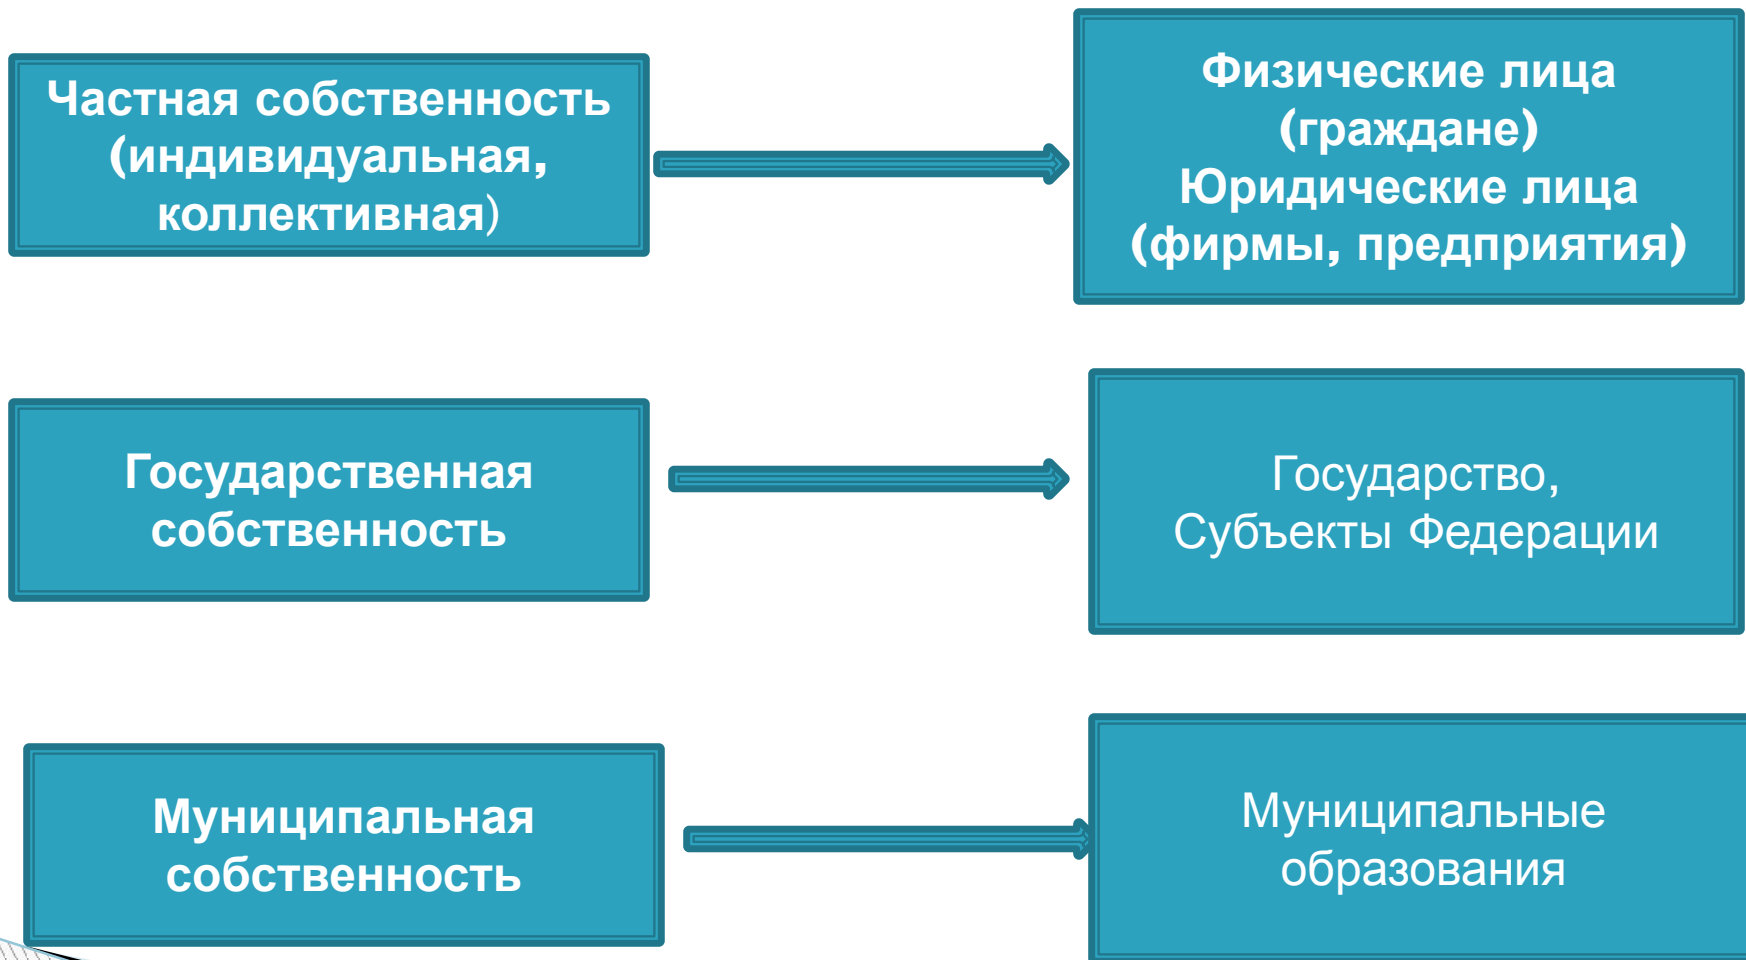 Частная собственность
(индивидуальная,
коллективная)
Физические лица
(граждане)
Юридические лица
(фирмы, предприятия)
Государственная
собственность
Государство,
Субъекты Федерации
Муниципальная
собственность
Муниципальные
образования